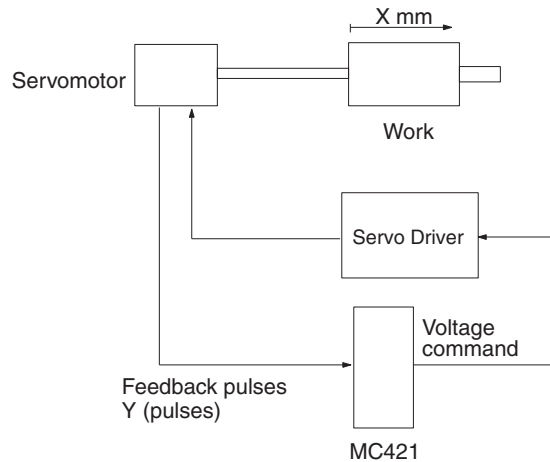 X mm
Servomotor
Work
Servo Driver
Voltage
command
Feedback pulses
Y (pulses)
MC421